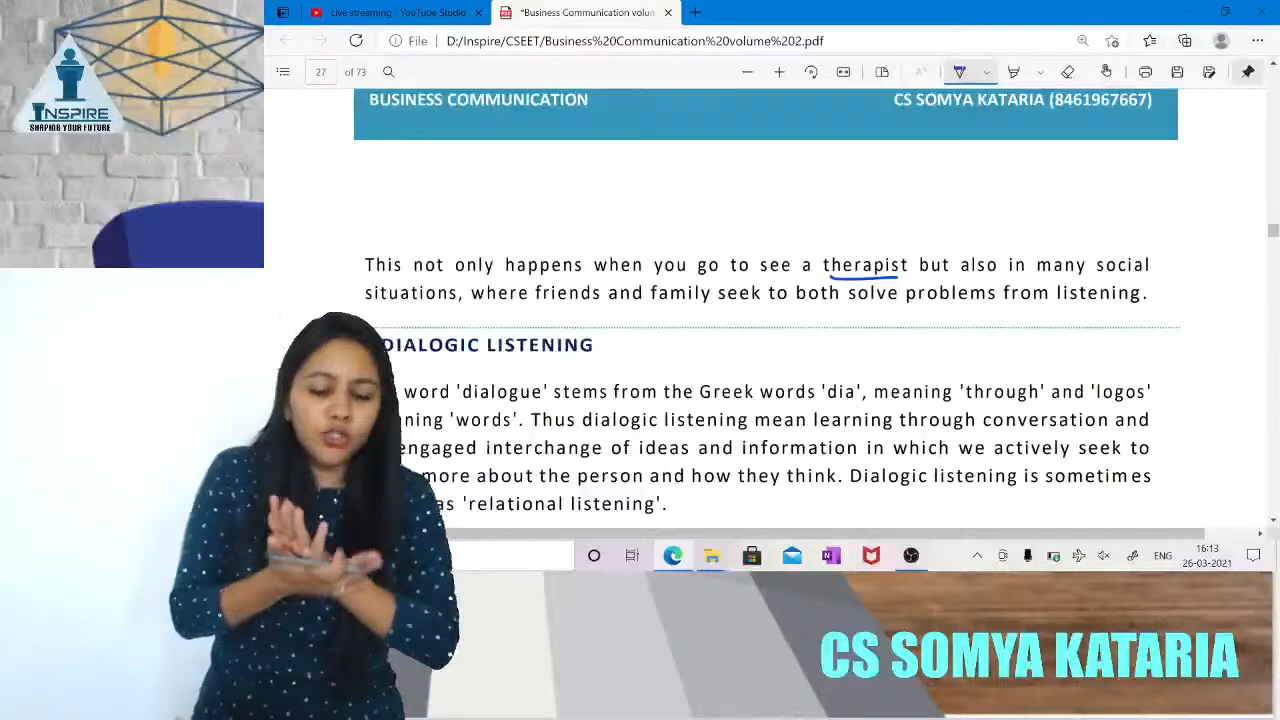 Live streaming - YouTube Studio
*Business Communication volun
INSPIRE
SHAPING YOUR FUTURE
File
D:/Inspire/CSEET/Business%20Communication%20volume%202.pdf
27 of 73
BUSINESS COMMUNICATION
CS SOMYA KATARIA (8461967667)
This not only happens when you go to see a therapist but also in many social
situations, where friends and family seek to both solve problems from listening.
DIALOGIC LISTENING
word 'dialogue' stems from the Greek words 'dia', meaning 'through' and 'logos'
ning 'words'. Thus dialogic listening mean learning through conversation and
engaged interchange of ideas and information in which we actively seek to
more about the person and how they think. Dialogic listening is sometimes
as 'relational listening'.
ENG
16:13
26-03-2021
CS SOMYA KATARIA